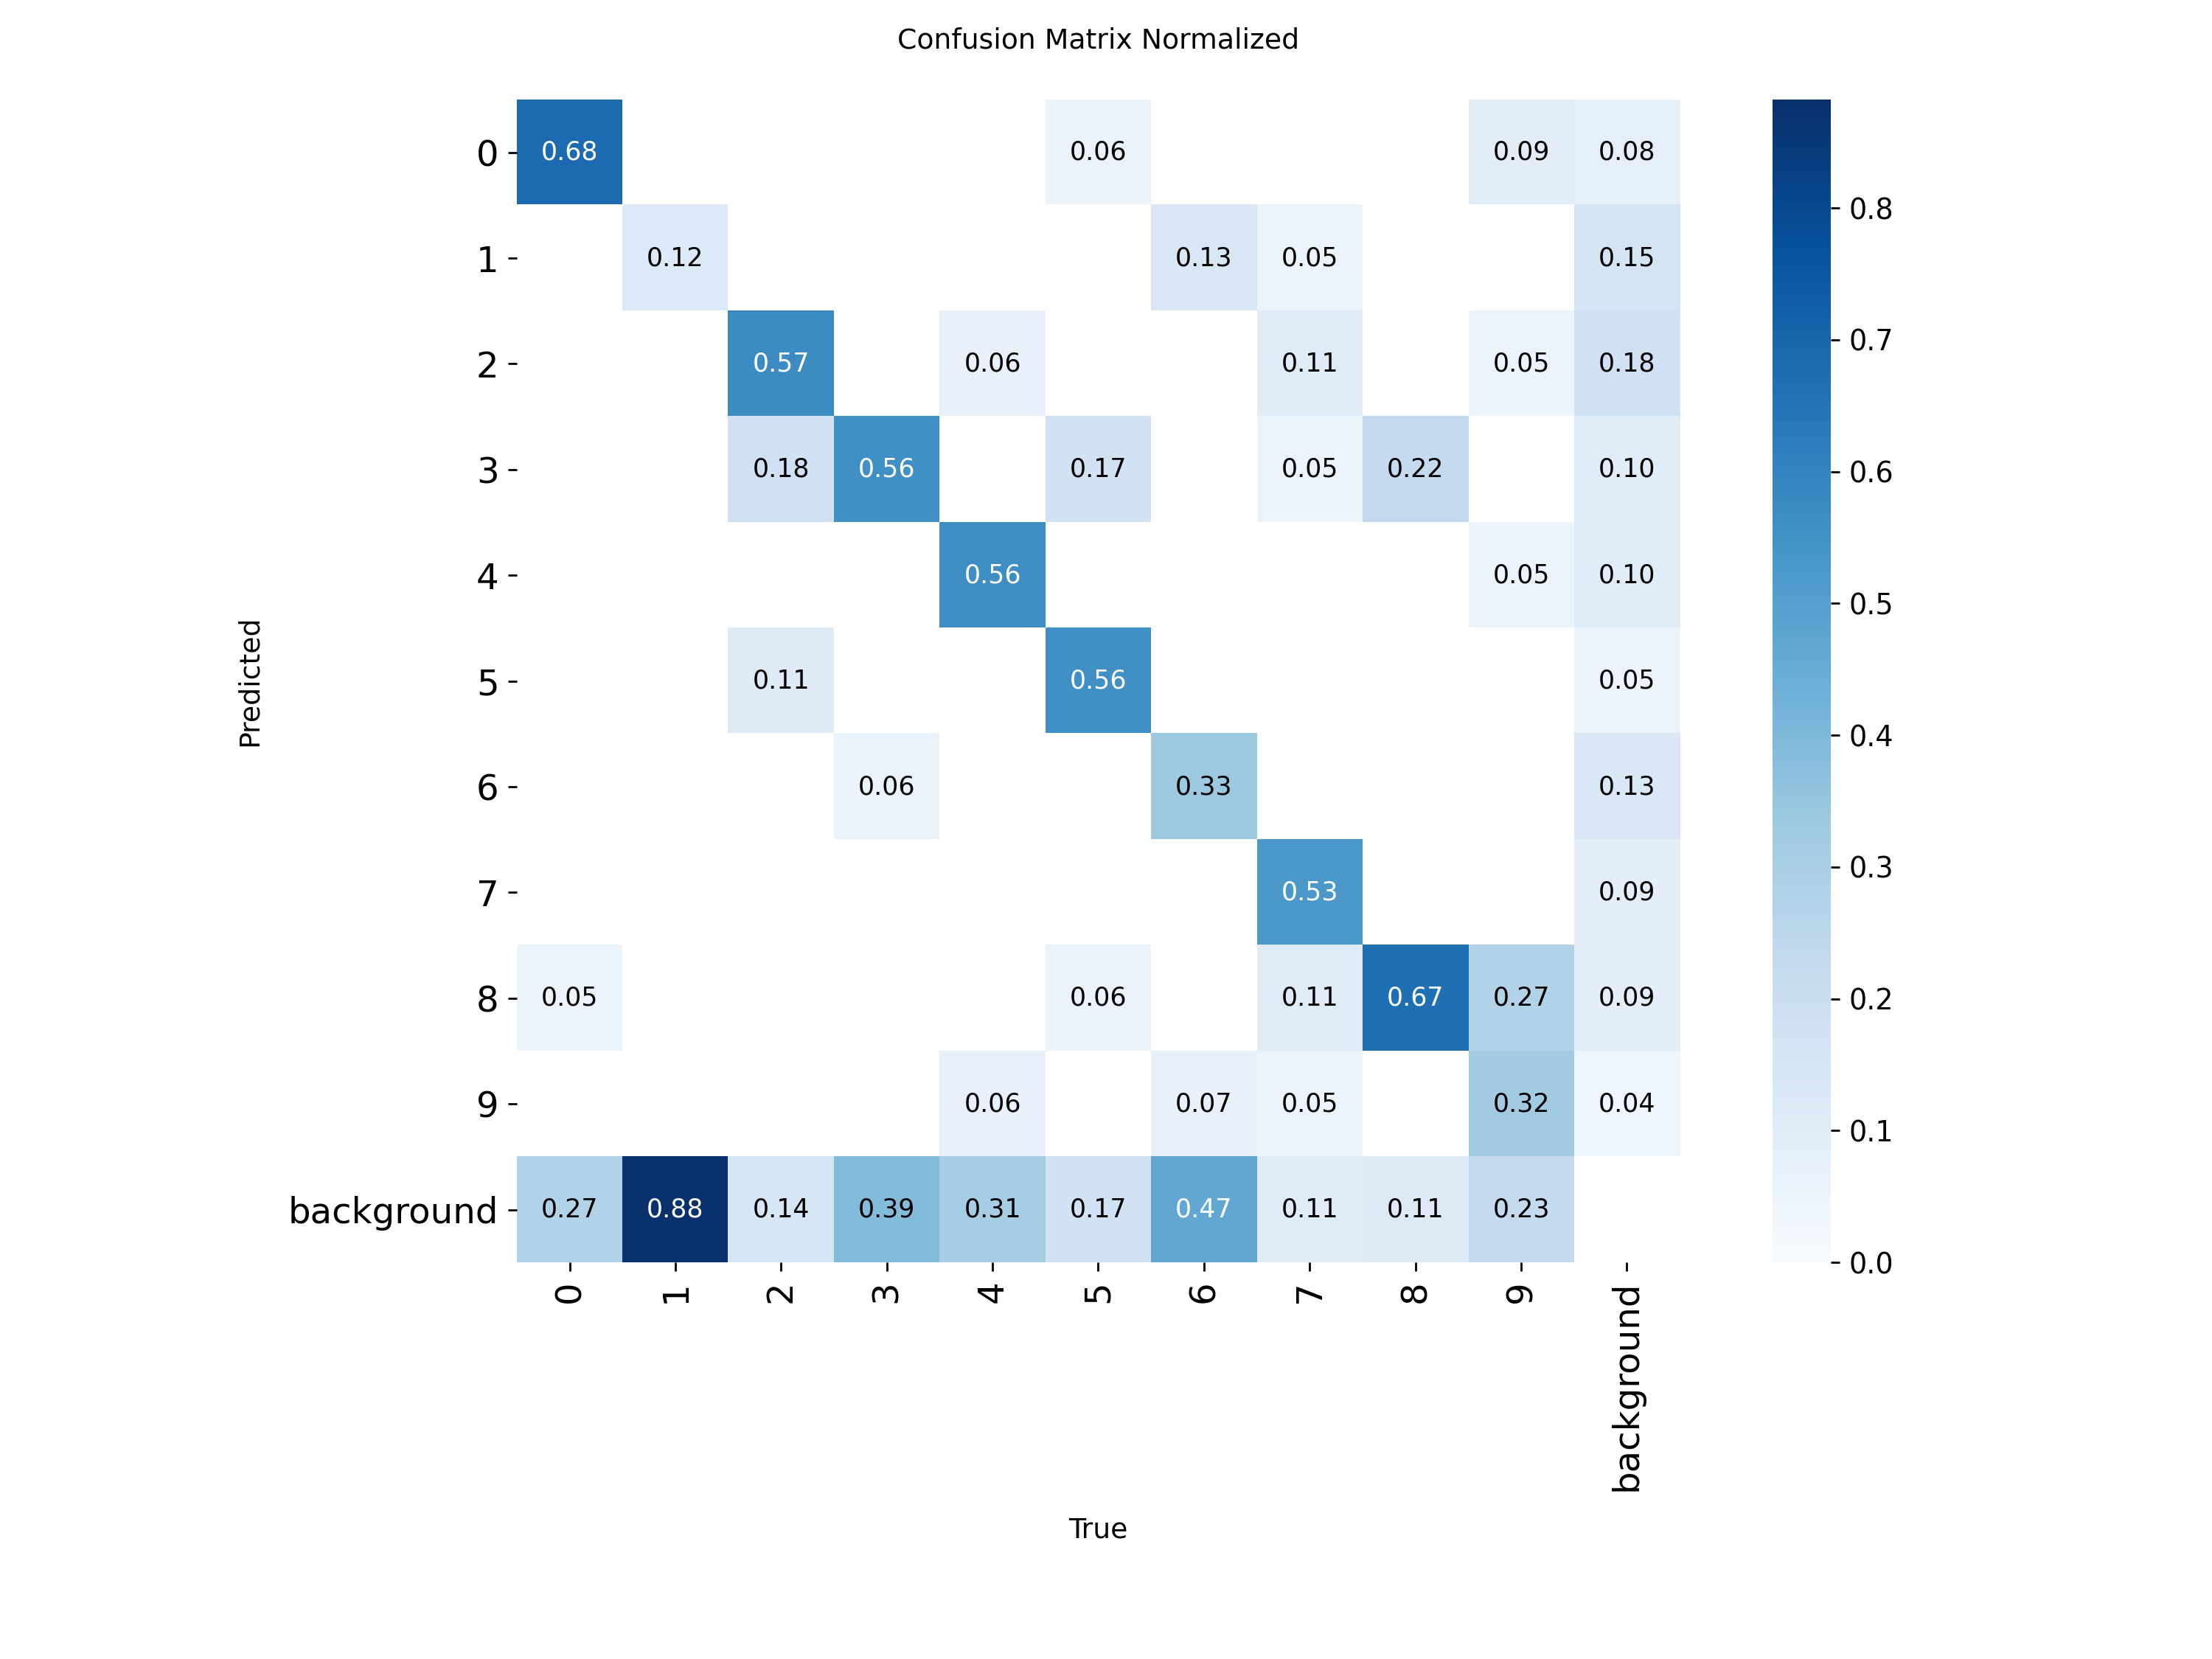 Confusion Matrix Normalized
0 0.68 0.06 0.09 0.08
1 0.12 0.13 0.05 0.15
2 0.57 0.06 0.11 0.05 0.18
3 0.18 0.56 0.17 0.05 0.22 0.10
4 0.56 0.05 0.10
5 0.11 0.56 0.05
6 0.06 0.33 0.13
7 0.53 0.09
8 0.05 0.06 0.11 0.67 0.27 0.09
9 0.06 0.07 0.05 0.32 0.04
background 0.27 0.88 0.14 0.39 0.31 0.17 0.47 0.11 0.11 0.23
0 1 2 3 4 5 6 7 8 9 background
Predicted
True
0.8
0.7
0.6
0.5
0.4
0.3
0.2
0.1
0.0